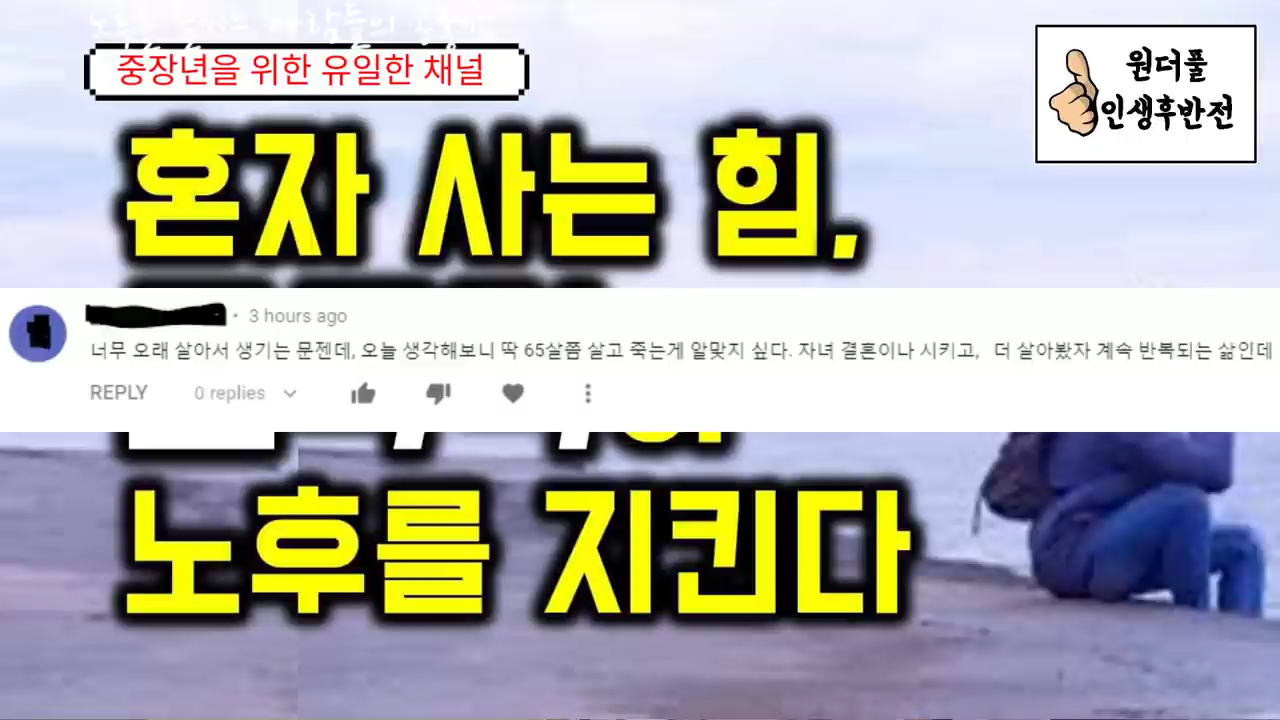 중장년을 위한 유일한 채널
원더풀
인생후반전
혼자 사는 힘,
3 hours ago
너무 오래 살아서 생기는 문젠데, 오늘 생각해보니 딱 65살쯤 살고 죽는게 알맞지 싶다. 자녀 결혼이나 시키고, 더 살아봤자 계속 반복되는 삶인데
REPLY 0 replies
노후를 지킨다